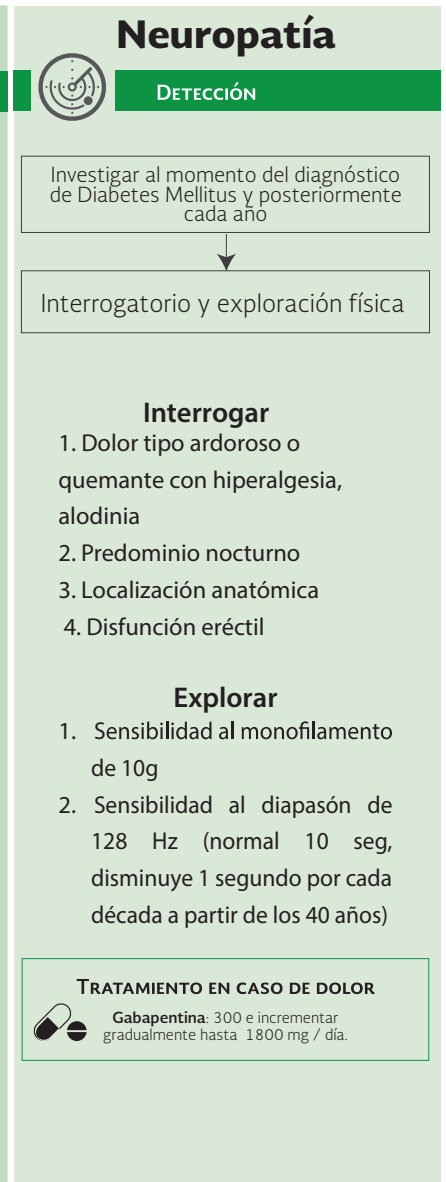 Neuropatía
Detección
Investigar al momento del diagnóstico
de Diabetes Mellitus y posteriormente
cada año
Interrogatorio y exploración física
Interrogar
1. Dolor tipo ardoroso o
quemante con hiperalgesia,
alodinia
2. Predominio nocturno
3. Localización anatómica
4. Disfunción eréctil
Explorar
1. Sensibilidad al monofilamento
de 10g
2. Sensibilidad al diapasón de
128 Hz (normal 10 seg,
disminuye 1 segundo por cada
década a partir de los 40 años)
Tratamiento en caso de dolor
Gabapentina: 300 e incrementar
gradualmente hasta 1800 mg / día.